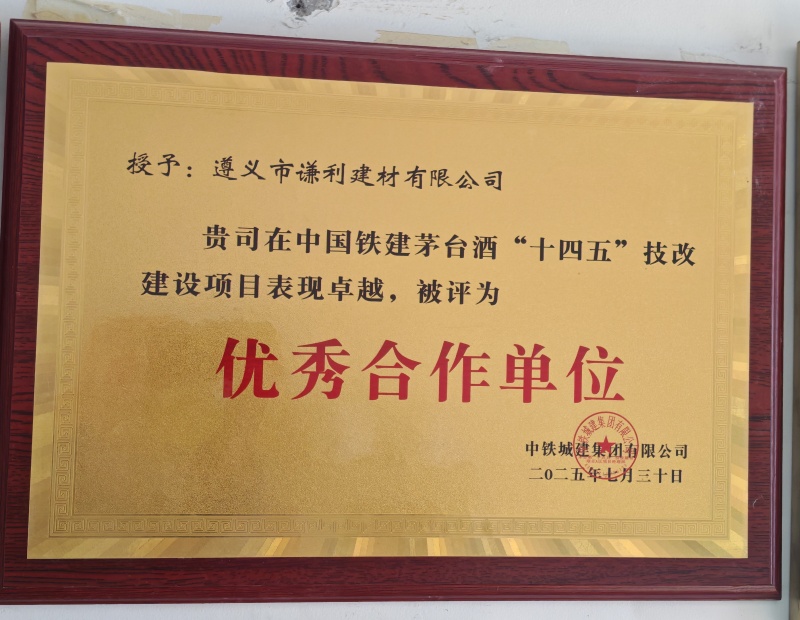 授予：遵义市谦利建材有限公司
贵司在中国铁建茅台酒“十四五”技改
建设项目表现卓越，被评为
优秀合作单位
中铁城建集团有限公司
二0二五年七月三十日